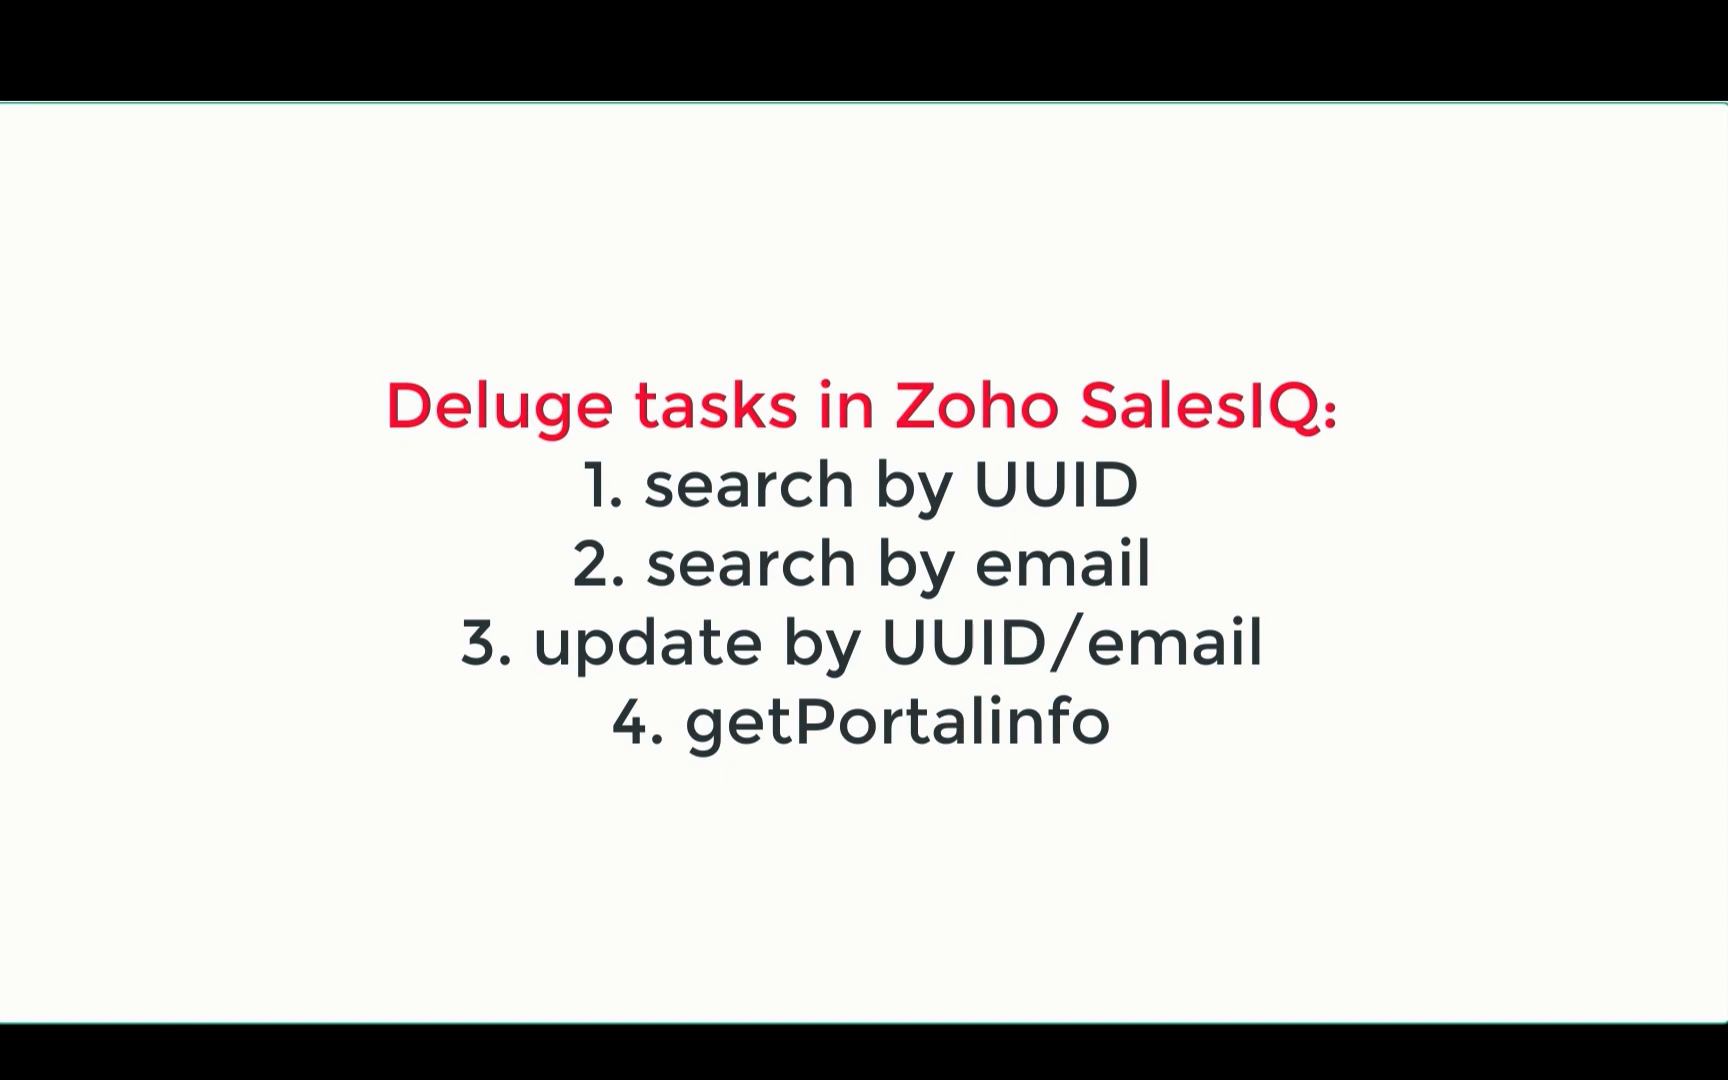 Deluge tasks in Zoho SalesIQ:
1. search by UUID
2. search by email
3. update by UUID/email
4. getPortalinfo